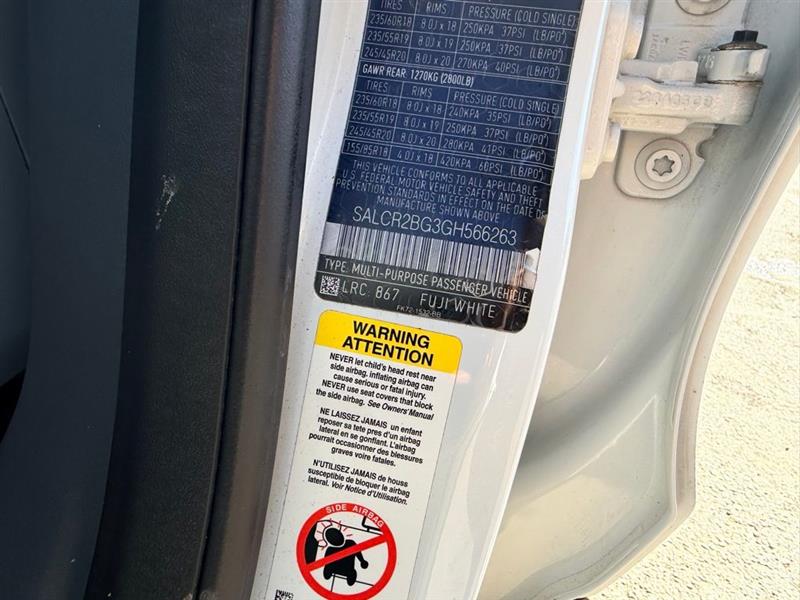 235/60R18 8.0J x 18 250KPA 37PSI (LB/PO²)
235/55R19 8.0J x 19 250KPA 37PSI (LB/PO²)
245/45R20 8.0J x 20 270KPA 40PSI (LB/PO²)
GAWR REAR: 1270KG (2800LB)
TIRES RIMS PRESSURE (COLD SINGLE)
235/60R18 8.0J x 18 240KPA 35PSI (LB/PO²)
235/55R19 8.0J x 19 250KPA 37PSI (LB/PO²)
245/45R20 8.0J x 20 280KPA 41PSI (LB/PO²)
155/85R18 4.0J x 18 420KPA 60PSI (LB/PO²)
THIS VEHICLE CONFORMS TO ALL APPLICABLE
U.S. FEDERAL MOTOR VEHICLE SAFETY AND THEFT
PREVENTION STANDARDS IN EFFECT ON THE DATE OF
MANUFACTURE SHOWN ABOVE
SALCR2BG3GH566263
TYPE: MULTI-PURPOSE PASSENGER VEHICLE
LRC: 867 FUJI WHITE
FK72-1532-BB
WARNING
ATTENTION
NEVER let child's head rest near
side airbag, inflating airbag can
cause serious or fatal injury.
NEVER use seat covers that block
the side airbag. See Owners'Manual
NE LAISSEZ JAMAIS un enfant
reposer sa tete pres d'un airbag
lateral en se gonflant. L'airbag
pourrait occasionner des blessures
graves voire fatales.
N'UTILISEZ JAMAIS de houss
susceptible de bloquer le airbag
lateral. Voir Notice d'Utilisation.
SIDE AIRBAG